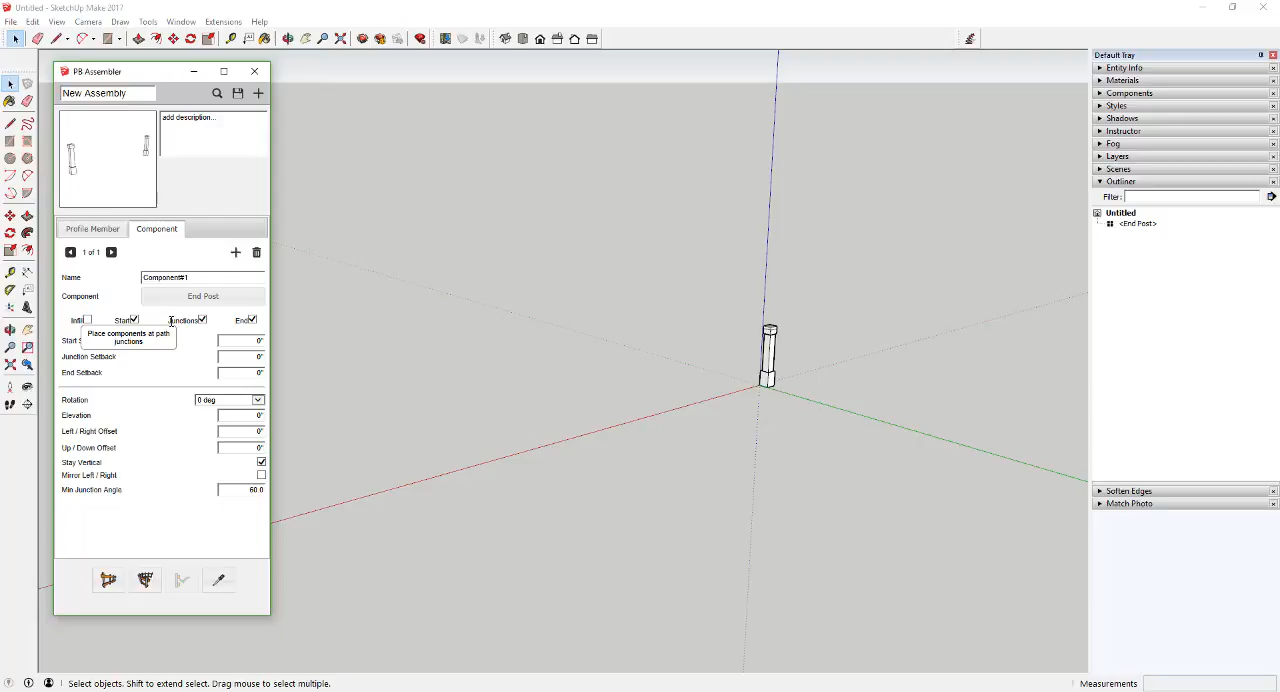 Untitled - SketchUp Make 2017
File Edit View Camera Draw Tools Window Extensions Help
PB Assembler
New Assembly
add description...
Profile Member Component
1 of 1
Name Component#1
Component End Post
Infill Start Junctions End
Place components at path
junctions
Start S 0"
Junction Setback 0"
End Setback 0"
Rotation 0 deg
Elevation 0"
Left / Right Offset 0"
Up / Down Offset 0"
Stay Vertical
Mirror Left / Right
Min Junction Angle 60.0
Default Tray
Entity Info
Materials
Components
Styles
Shadows
Instructor
Fog
Layers
Scenes
Outliner
Filter:
Untitled
<End Post>
Soften Edges
Match Photo
Select objects. Shift to extend select. Drag mouse to select multiple.
Measurements